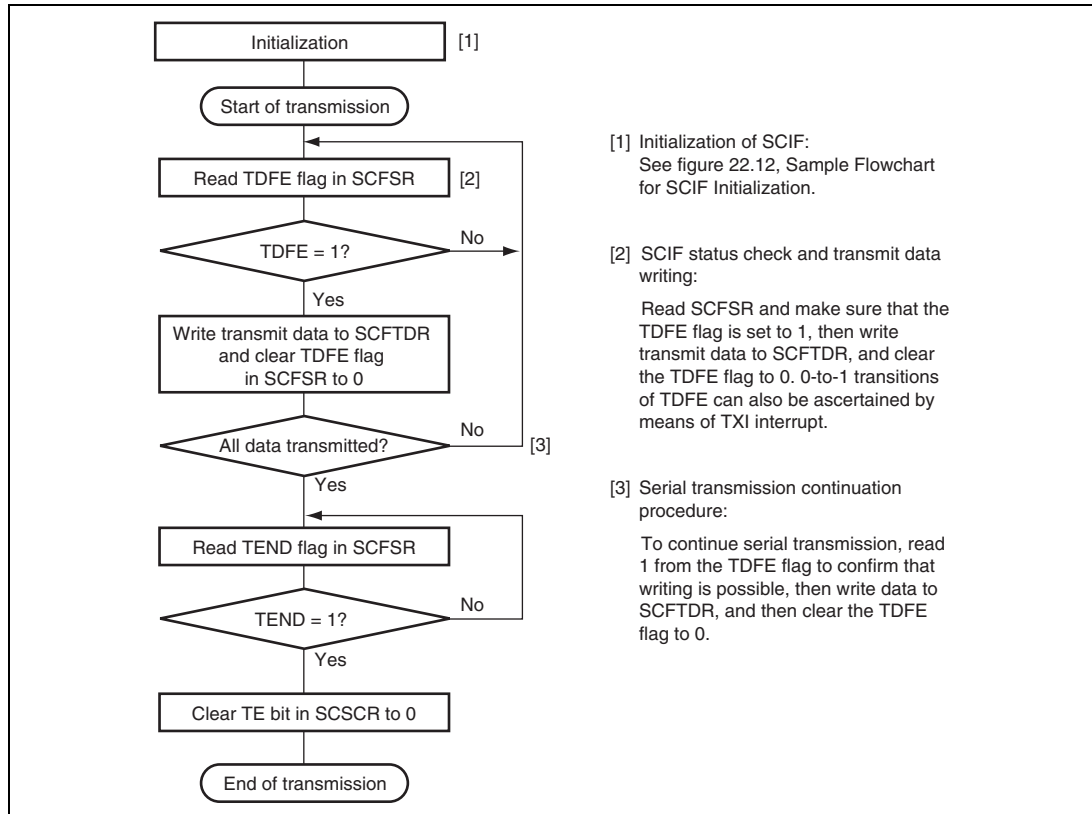 Initialization
[1]
Start of transmission
Read TDFE flag in SCFSR
[2]
TDFE = 1?
No
Yes
Write transmit data to SCFTDR
and clear TDFE flag
in SCFSR to 0
All data transmitted?
No
[3]
Yes
Read TEND flag in SCFSR
TEND = 1?
No
Yes
Clear TE bit in SCSCR to 0
End of transmission
[1] Initialization of SCIF:
See figure 22.12, Sample Flowchart
for SCIF Initialization.
[2] SCIF status check and transmit data
writing:
Read SCFSR and make sure that the
TDFE flag is set to 1, then write
transmit data to SCFTDR, and clear
the TDFE flag to 0. 0-to-1 transitions
of TDFE can also be ascertained by
means of TXI interrupt.
[3] Serial transmission continuation
procedure:
To continue serial transmission, read
1 from the TDFE flag to confirm that
writing is possible, then write data to
SCFTDR, and then clear the TDFE
flag to 0.